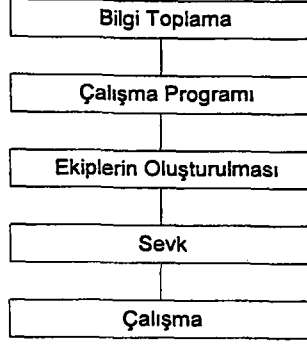 Bilgi Toplama
Çalışma Programı
Ekiplerin Oluşturulması
Sevk
Çalışma